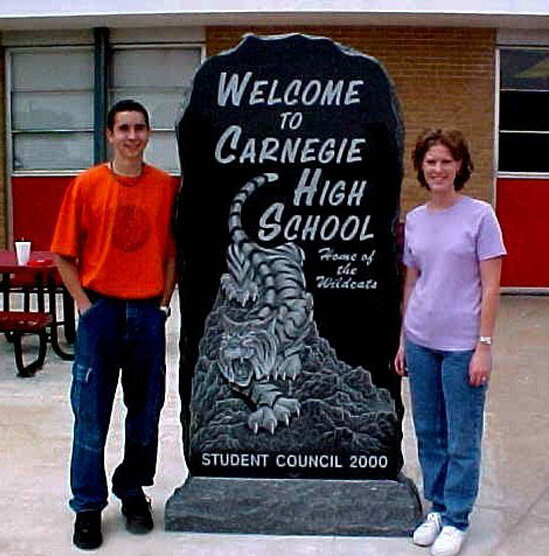 WELCOME
TO
CARNEGIE
HIGH
SCHOOL
Home of
the
Wildcats
STUDENT COUNCIL 2000